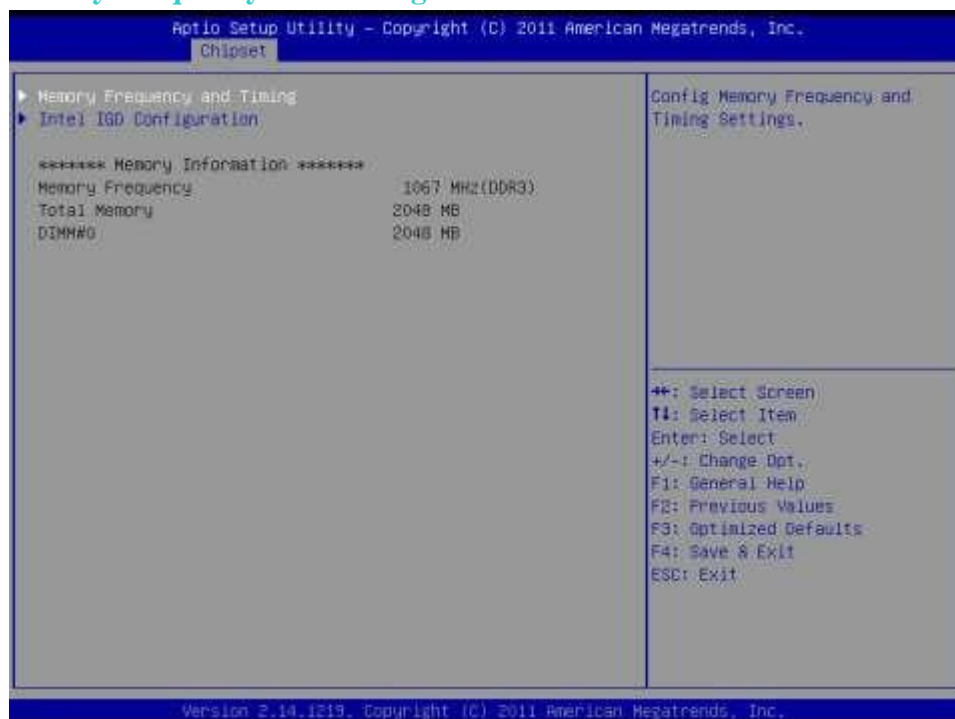 Aptio Setup Utility – Copyright (C) 2011 American Megatrends, Inc.
Chipset
Memory Frequency and Timing
Intel IGD Configuration
******* Memory Information *******
Memory Frequency 1067 MHz(DDR3)
Total Memory 2048 MB
DIMM#0 2048 MB
Config Memory Frequency and
Timing Settings.
→←: Select Screen
↑↓: Select Item
Enter: Select
+/-: Change Opt.
F1: General Help
F2: Previous Values
F3: Optimized Defaults
F4: Save & Exit
ESC: Exit
Version 2.14.1219. Copyright (C) 2011 American Megatrends, Inc.